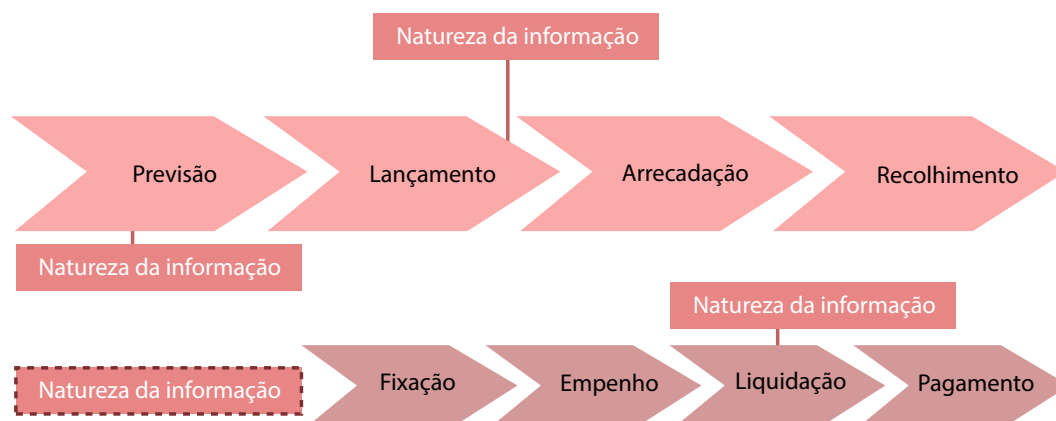 Natureza da informação
Previsão
Lançamento
Arrecadação
Recolhimento
Natureza da informação
Natureza da informação
Natureza da informação
Fixação
Empenho
Liquidação
Pagamento